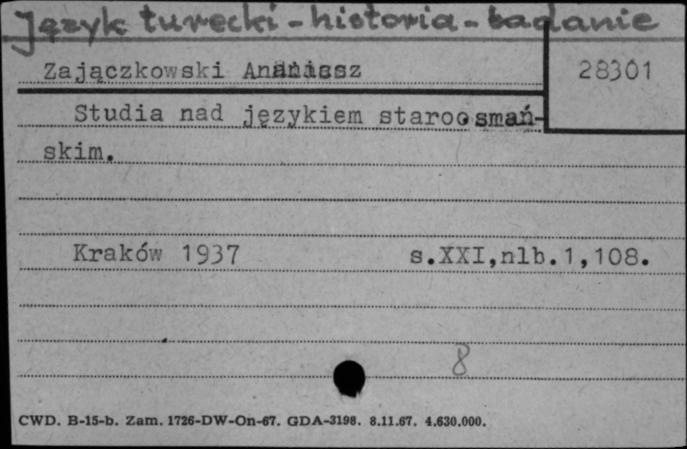 Język turecki - historia - badanie
Zajączkowski Ananiasz
28301
Studia nad językiem staroosmań-
skim.
Kraków 1937 s.XXI,nlb.1,108.
8
CWD. B-15-b. Zam. 1726-DW-On-67. GDA-3198. 8.11.67. 4.630.000.